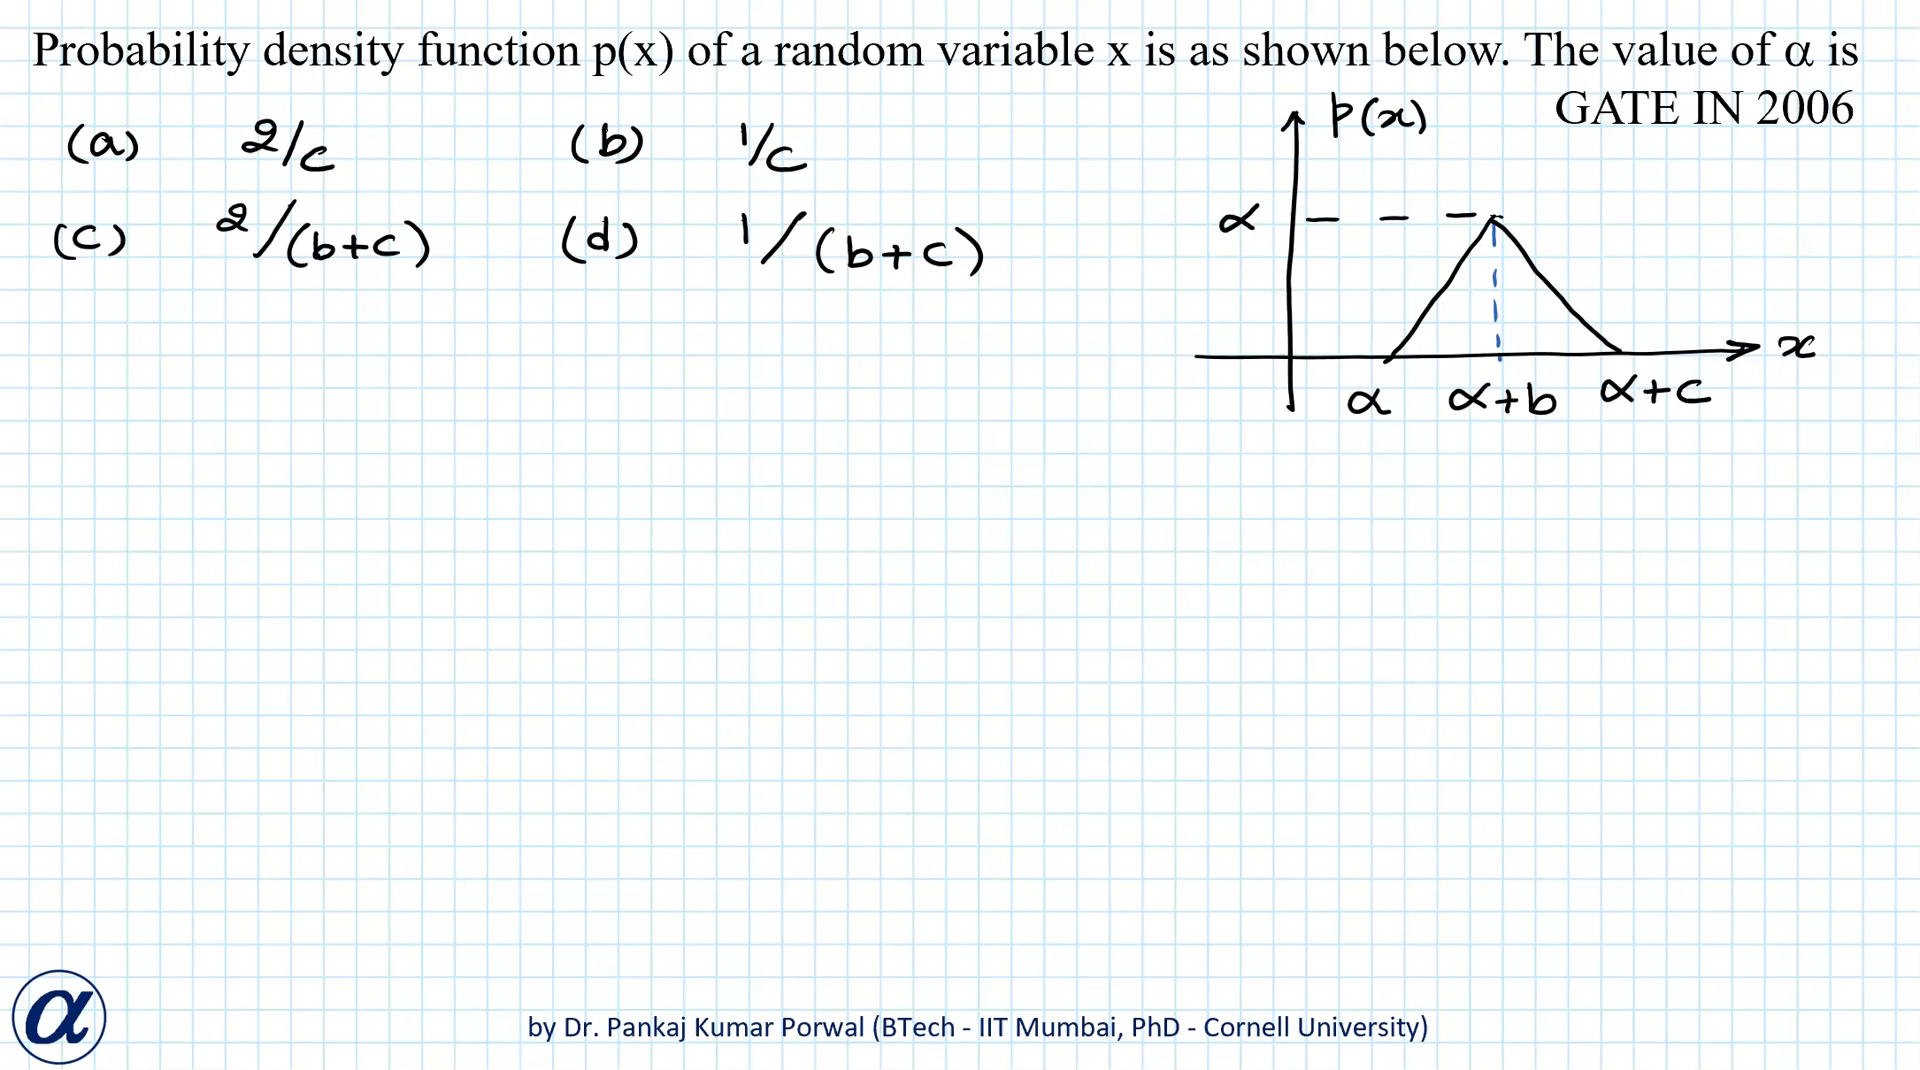 Probability density function p(x) of a random variable x is as shown below. The value of α is
GATE IN 2006
(a) 2/c (b) 1/c
(c) 2/(b+c) (d) 1/(b+c)
p(x)
α
x
α α+b α+c
α
by Dr. Pankaj Kumar Porwal (BTech - IIT Mumbai, PhD - Cornell University)